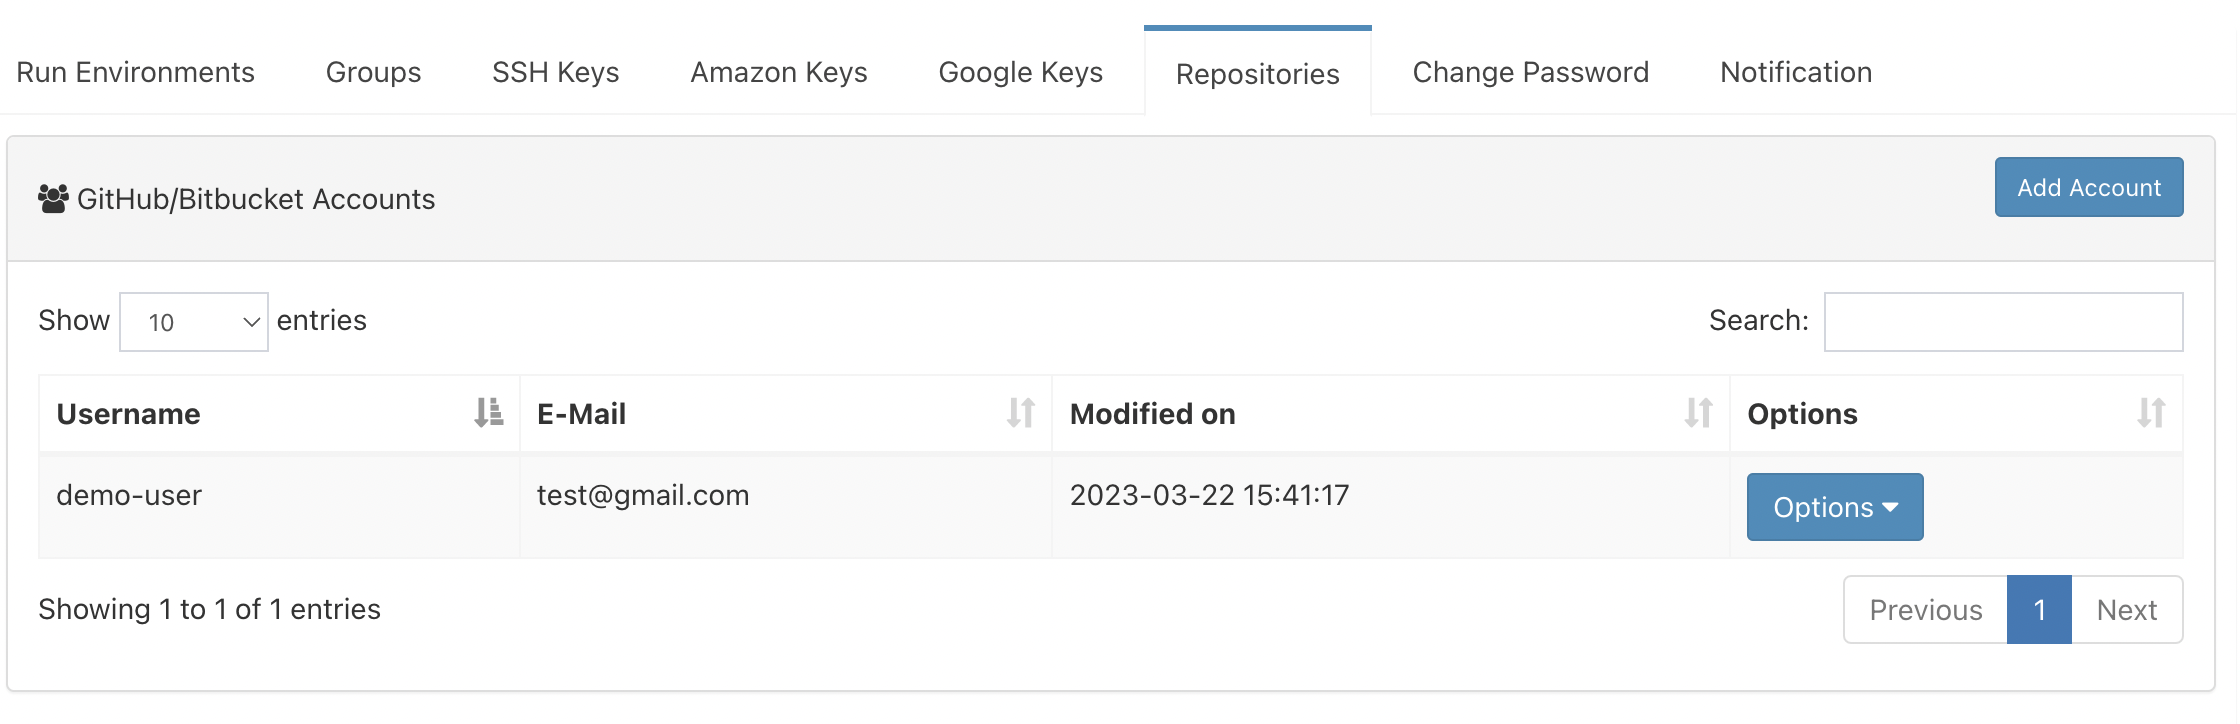 Run Environments Groups SSH Keys Amazon Keys Google Keys Repositories Change Password Notification
GitHub/Bitbucket Accounts Add Account
Show 10 entries Search:
Username E-Mail Modified on Options
demo-user test@gmail.com 2023-03-22 15:41:17 Options
Showing 1 to 1 of 1 entries Previous 1 Next